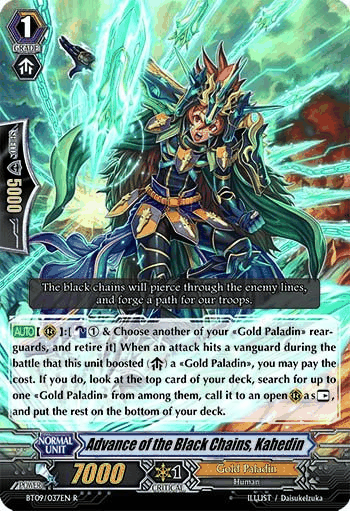 1
GRADE
SHIELD
5000
The black chains will pierce through the enemy lines,
and forge a path for our troops.
AUTO [ ]:[ ① & Choose another of your «Gold Paladin» rear-
guards, and retire it] When an attack hits a vanguard during
the battle that this unit boosted ( ) a «Gold Paladin», you may pay the
cost. If you do, look at the top card of your deck, search for up to
one «Gold Paladin» from among them, call it to an open as ,
and put the rest on the bottom of your deck.
NORMAL
UNIT
Advance of the Black Chains, Kahedin
POWER
7000
1
CRITICAL
Gold Paladin
Human
BT09/037EN R
ILLUST / DaisukeIzuka